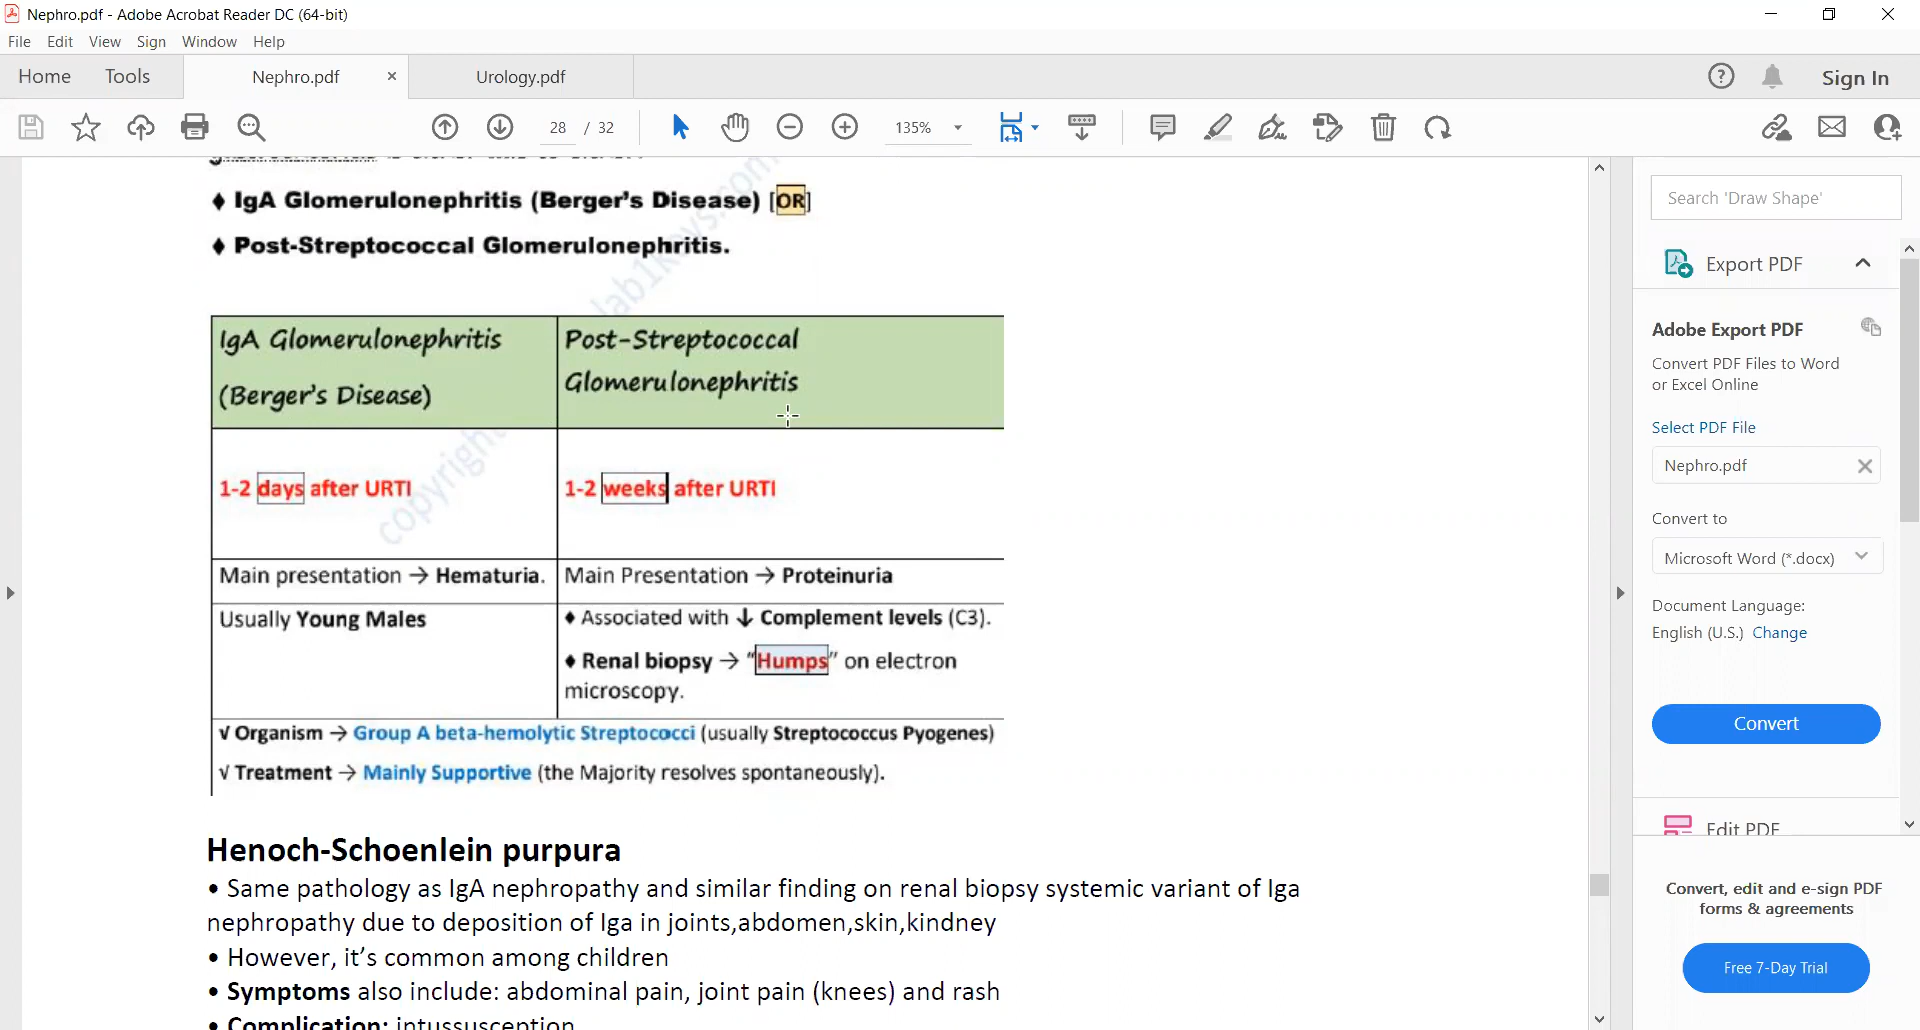 Nephro.pdf - Adobe Acrobat Reader DC (64-bit)
File Edit View Sign Window Help
Home Tools Nephro.pdf × Urology.pdf ? Sign In
28 / 32 135%
♦ IgA Glomerulonephritis (Berger's Disease) [OR]
♦ Post-Streptococcal Glomerulonephritis.
IgA Glomerulonephritis
(Berger's Disease)
Post-Streptococcal
Glomerulonephritis
1-2 days after URTI
1-2 weeks after URTI
Main presentation → Hematuria.
Main Presentation → Proteinuria
Usually Young Males
♦ Associated with ↓ Complement levels (C3).
♦ Renal biopsy → "Humps" on electron
microscopy.
√ Organism → Group A beta-hemolytic Streptococci (usually Streptococcus Pyogenes)
√ Treatment → Mainly Supportive (the Majority resolves spontaneously).
copyright
Henoch-Schoenlein purpura
• Same pathology as IgA nephropathy and similar finding on renal biopsy systemic variant of Iga
nephropathy due to deposition of Iga in joints,abdomen,skin,kindney
• However, it's common among children
• Symptoms also include: abdominal pain, joint pain (knees) and rash
• Complication: intussusception
Search 'Draw Shape'
Export PDF
Adobe Export PDF
Convert PDF Files to Word
or Excel Online
Select PDF File
Nephro.pdf
Convert to
Microsoft Word (*.docx)
Document Language:
English (U.S.) Change
Convert
Edit PDF
Convert, edit and e-sign PDF
forms & agreements
Free 7-Day Trial